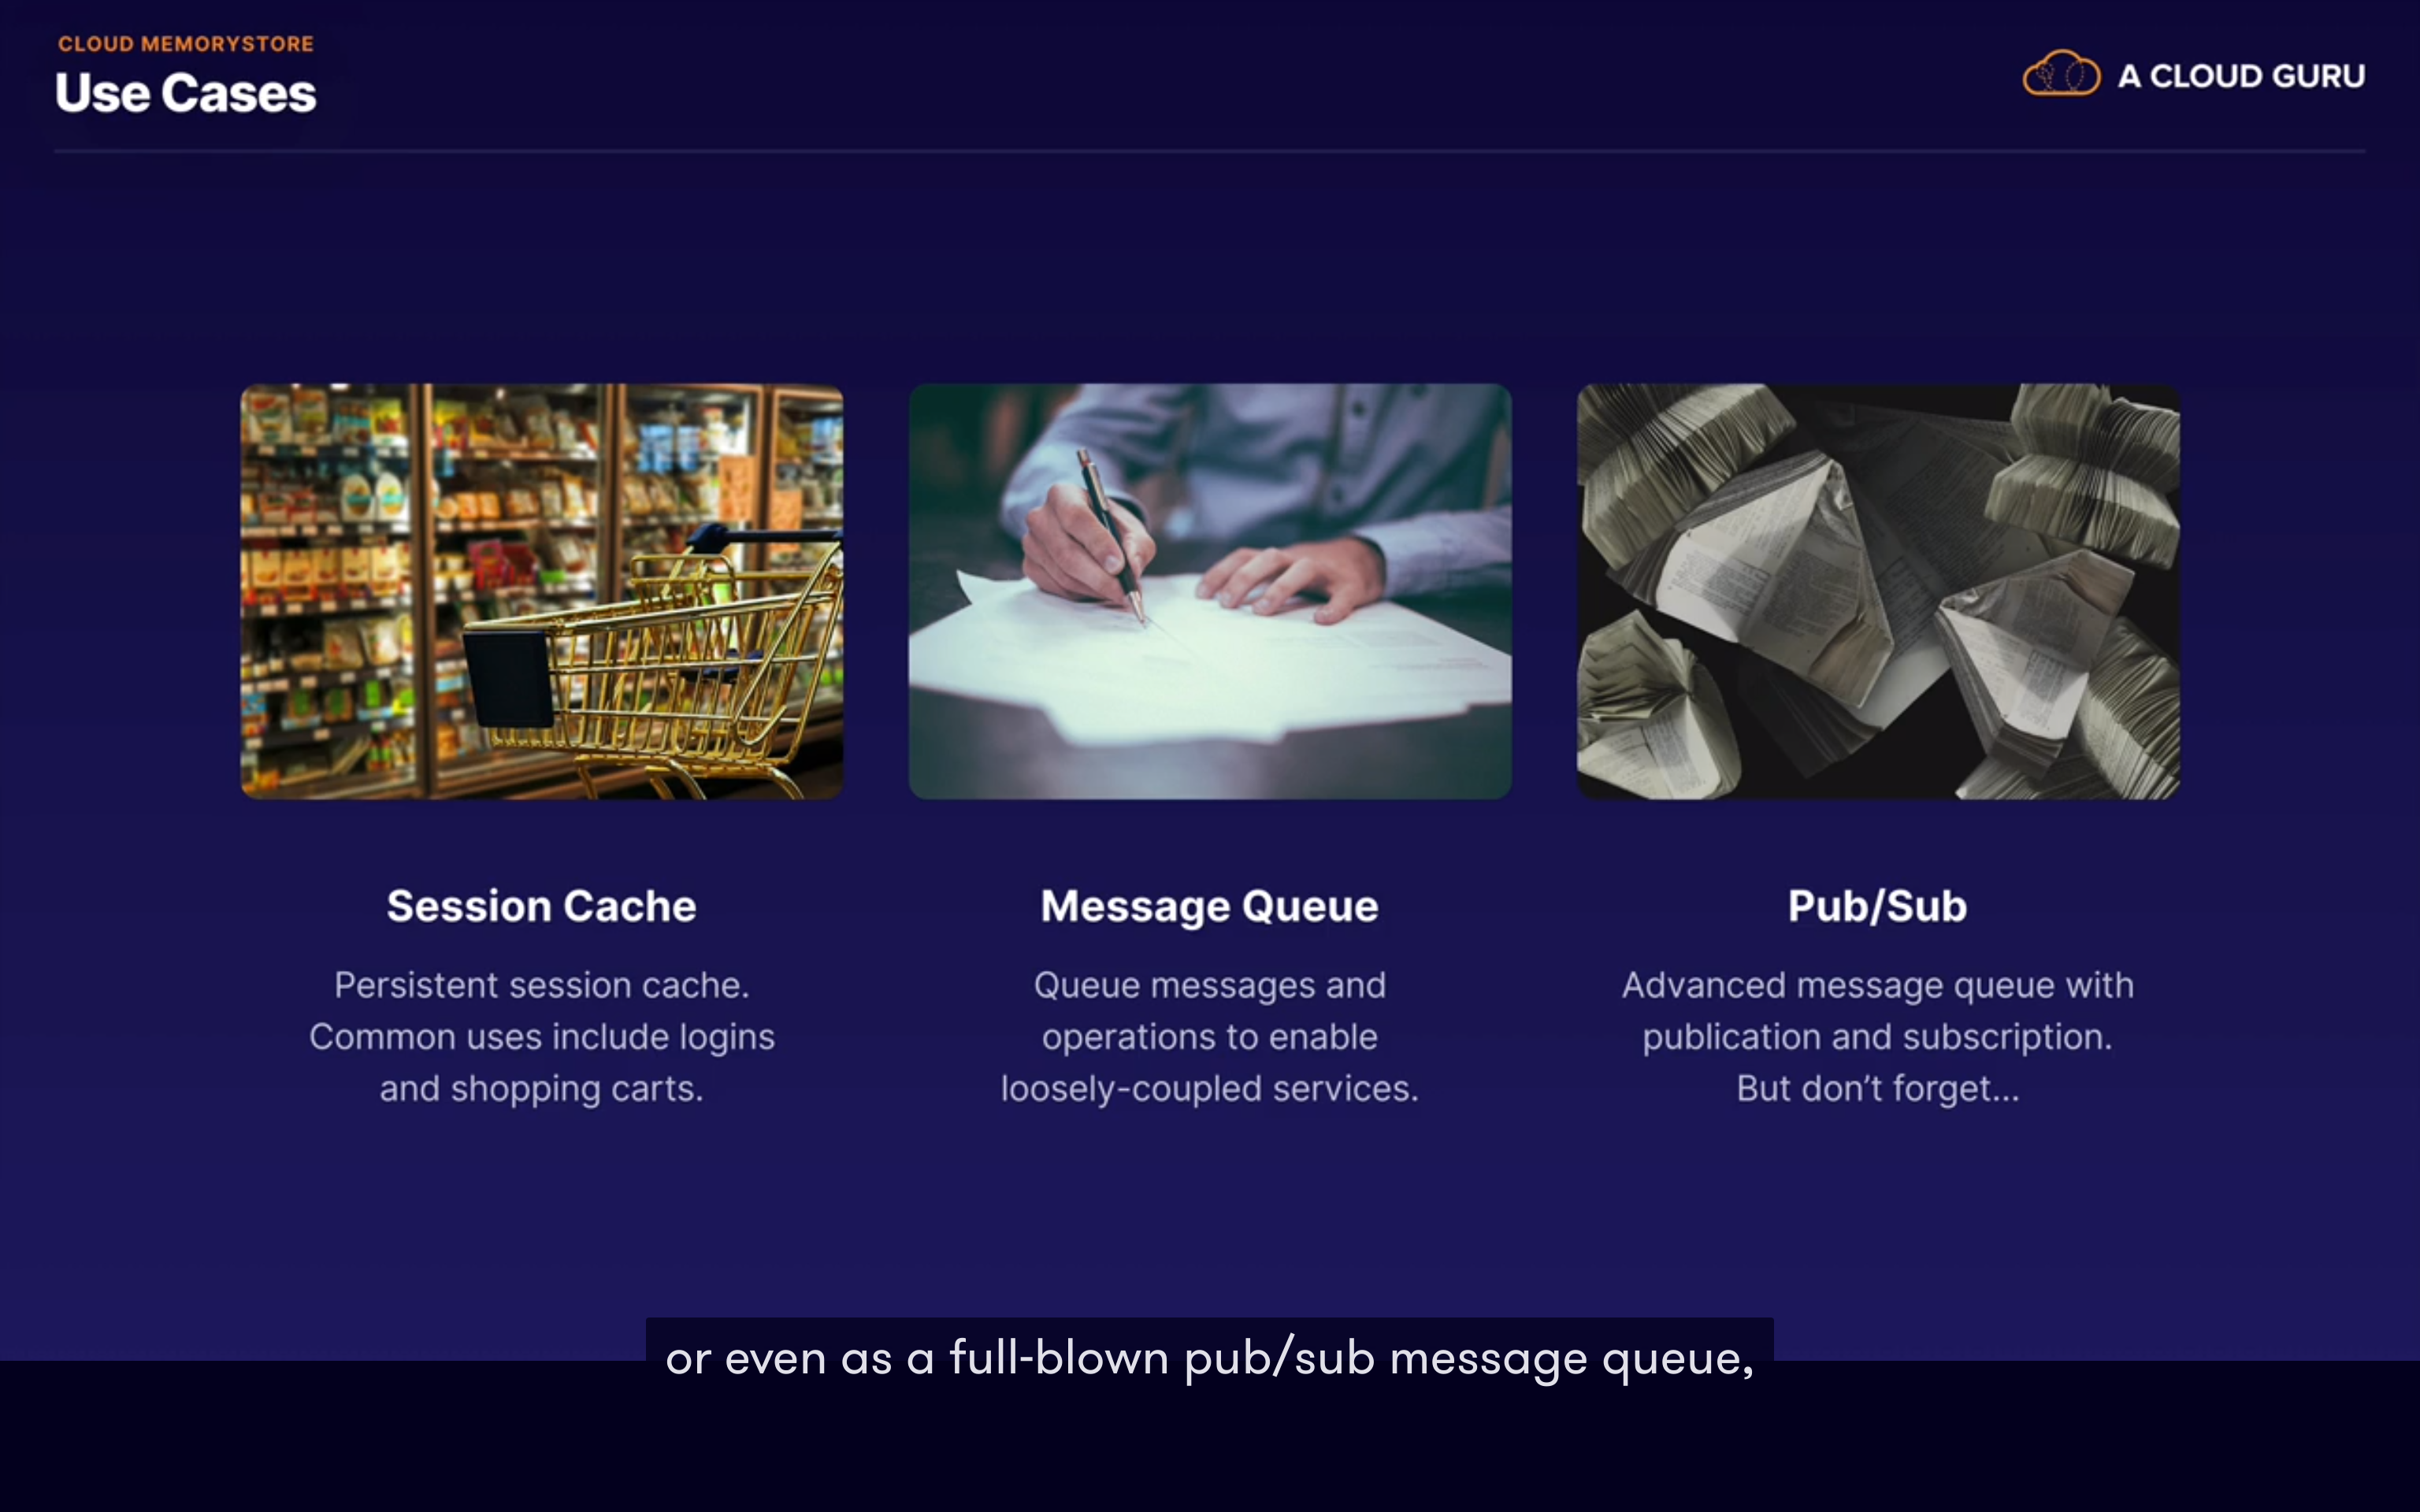 CLOUD MEMORYSTORE
Use Cases
A CLOUD GURU
Session Cache
Persistent session cache.
Common uses include logins
and shopping carts.
Message Queue
Queue messages and
operations to enable
loosely-coupled services.
Pub/Sub
Advanced message queue with
publication and subscription.
But don’t forget...
or even as a full-blown pub/sub message queue,